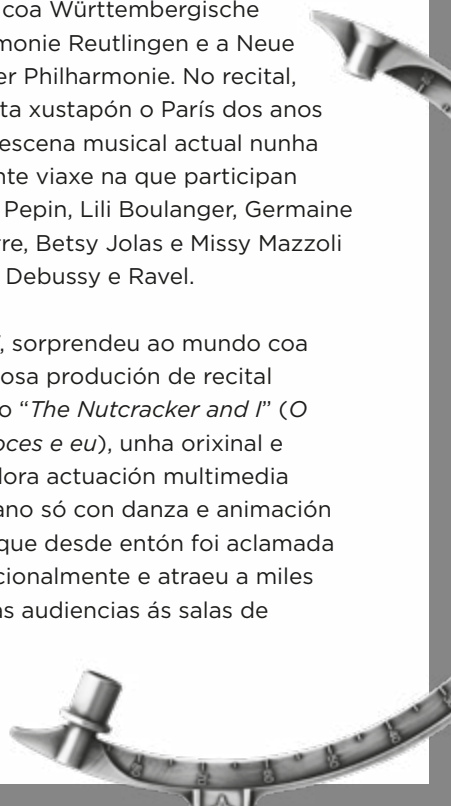 coa Württembergische
monie Reutlingen e a Neue
er Philharmonie. No recital,
ta xustapón o París dos anos
escena musical actual nunha
nte viaxe na que participan
Pepin, Lili Boulanger, Germaine
re, Betsy Jolas e Missy Mazzoli
Debussy e Ravel.

, sorprendeu ao mundo coa
osa produción de recital
o “The Nutcracker and I” (O
oces e eu), unha orixinal e
dora actuación multimedia
ano só con danza e animación
que desde entón foi aclamada
cionalmente e atraeu a miles
as audiencias ás salas de